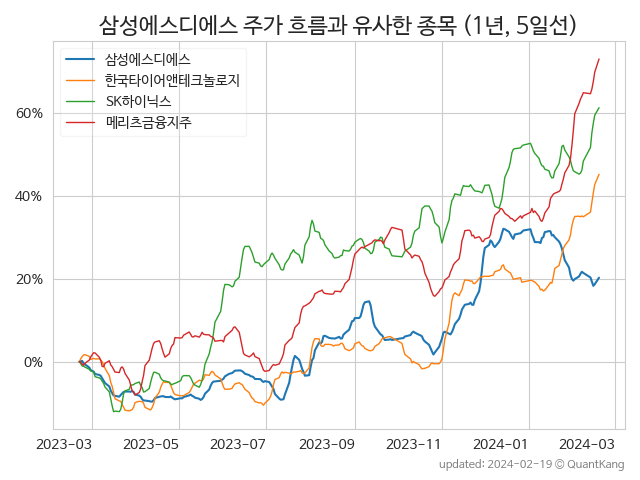 삼성에스디에스 주가 흐름과 유사한 종목 (1년, 5일선)
삼성에스디에스
한국타이어앤테크놀로지
SK하이닉스
메리츠금융지주
60%
40%
20%
0%
2023-03 2023-05 2023-07 2023-09 2023-11 2024-01 2024-03
updated: 2024-02-19 © QuantKang